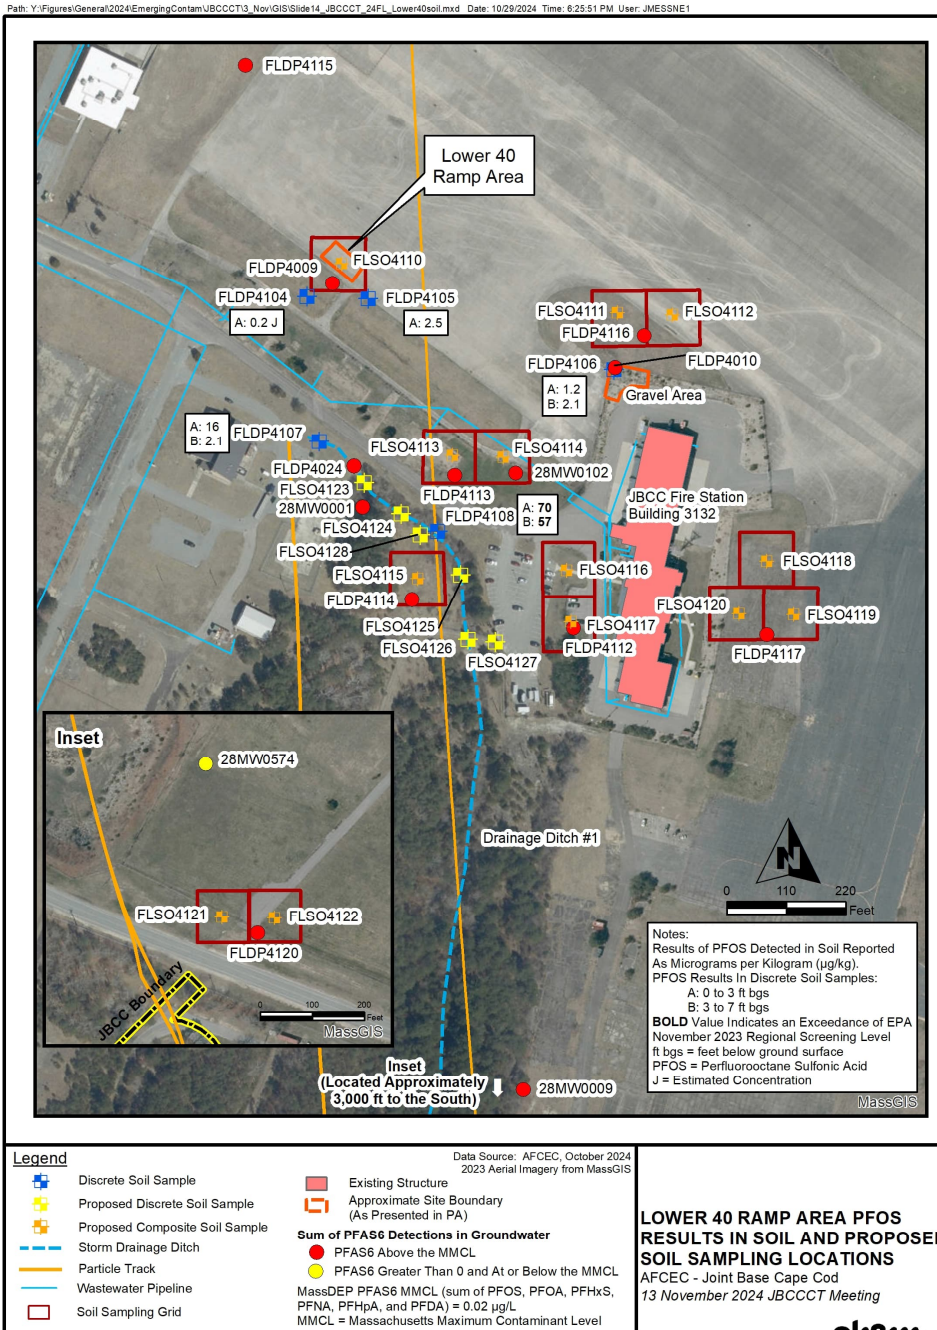 Path: Y:\Figures\General\2024\EmergingContam\JBCCCT\3_Nov\GIS\Slide14_JBCCCT_24FL_Lower40soil.mxd Date: 10/29/2024 Time: 6:25:51 PM User: JMESSNE1
FLDP4115
Lower 40
Ramp Area
FLSO4110
FLDP4009
FLDP4104
FLDP4105
A: 0.2 J
A: 2.5
FLSO4111
FLSO4112
FLDP4116
FLDP4106
FLDP4010
A: 1.2
B: 2.1
Gravel Area
A: 16
B: 2.1
FLDP4107
FLSO4113
FLSO4114
FLDP4024
28MW0102
FLSO4123
FLDP4113
28MW0001
FLDP4108
A: 70
B: 57
JBCC Fire Station
Building 3132
FLSO4124
FLSO4128
FLSO4115
FLSO4116
FLSO4118
FLDP4114
FLSO4120
FLSO4119
FLSO4125
FLSO4117
FLSO4126
FLDP4112
FLDP4117
FLSO4127
Inset
28MW0574
Drainage Ditch #1
N
0 110 220
Feet
FLSO4121
FLSO4122
FLDP4120
JBCC Boundary
0 100 200
Feet
MassGIS
Notes:
Results of PFOS Detected in Soil Reported
As Micrograms per Kilogram (µg/kg).
PFOS Results In Discrete Soil Samples:
A: 0 to 3 ft bgs
B: 3 to 7 ft bgs
BOLD Value Indicates an Exceedance of EPA
November 2023 Regional Screening Level
ft bgs = feet below ground surface
PFOS = Perfluorooctane Sulfonic Acid
J = Estimated Concentration
Inset
(Located Approximately
3,000 ft to the South)
28MW0009
MassGIS
Legend
Discrete Soil Sample
Proposed Discrete Soil Sample
Proposed Composite Soil Sample
Storm Drainage Ditch
Particle Track
Wastewater Pipeline
Soil Sampling Grid
Data Source: AFCEC, October 2024
2023 Aerial Imagery from MassGIS
Existing Structure
Approximate Site Boundary
(As Presented in PA)
Sum of PFAS6 Detections in Groundwater
PFAS6 Above the MMCL
PFAS6 Greater Than 0 and At or Below the MMCL
MassDEP PFAS6 MMCL (sum of PFOS, PFOA, PFHxS,
PFNA, PFHpA, and PFDA) = 0.02 µg/L
MMCL = Massachusetts Maximum Contaminant Level
LOWER 40 RAMP AREA PFOS
RESULTS IN SOIL AND PROPOSED
SOIL SAMPLING LOCATIONS
AFCEC - Joint Base Cape Cod
13 November 2024 JBCCCT Meeting